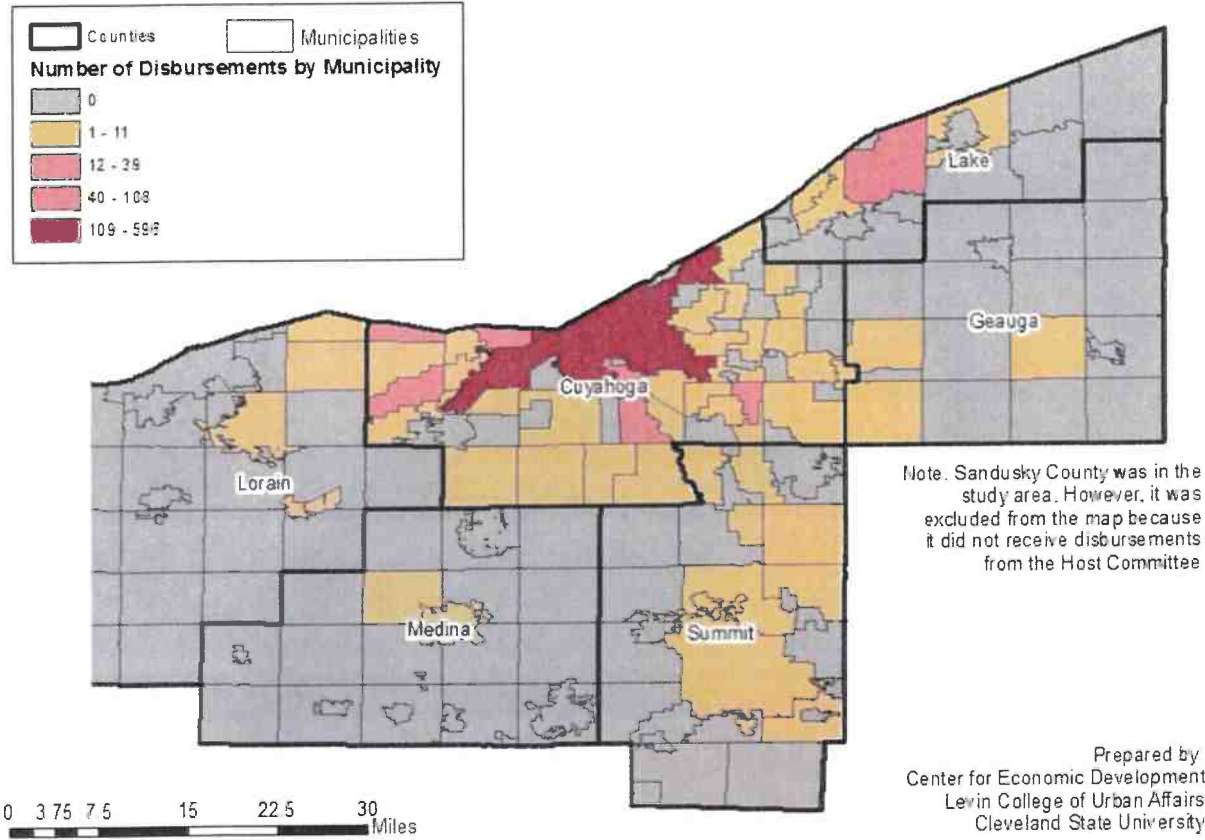 Counties
Municipalities
Number of Disbursements by Municipality
0
1 - 11
12 - 39
40 - 108
109 - 596
Lake
Geauga
Cuyahoga
Lorain
Medina
Summit
Note. Sandusky County was in the
study area. However, it was
excluded from the map because
it did not receive disbursements
from the Host Committee
Prepared by
Center for Economic Development
Levin College of Urban Affairs
Cleveland State University
0 3 75 7 5 15 22 5 30
Miles